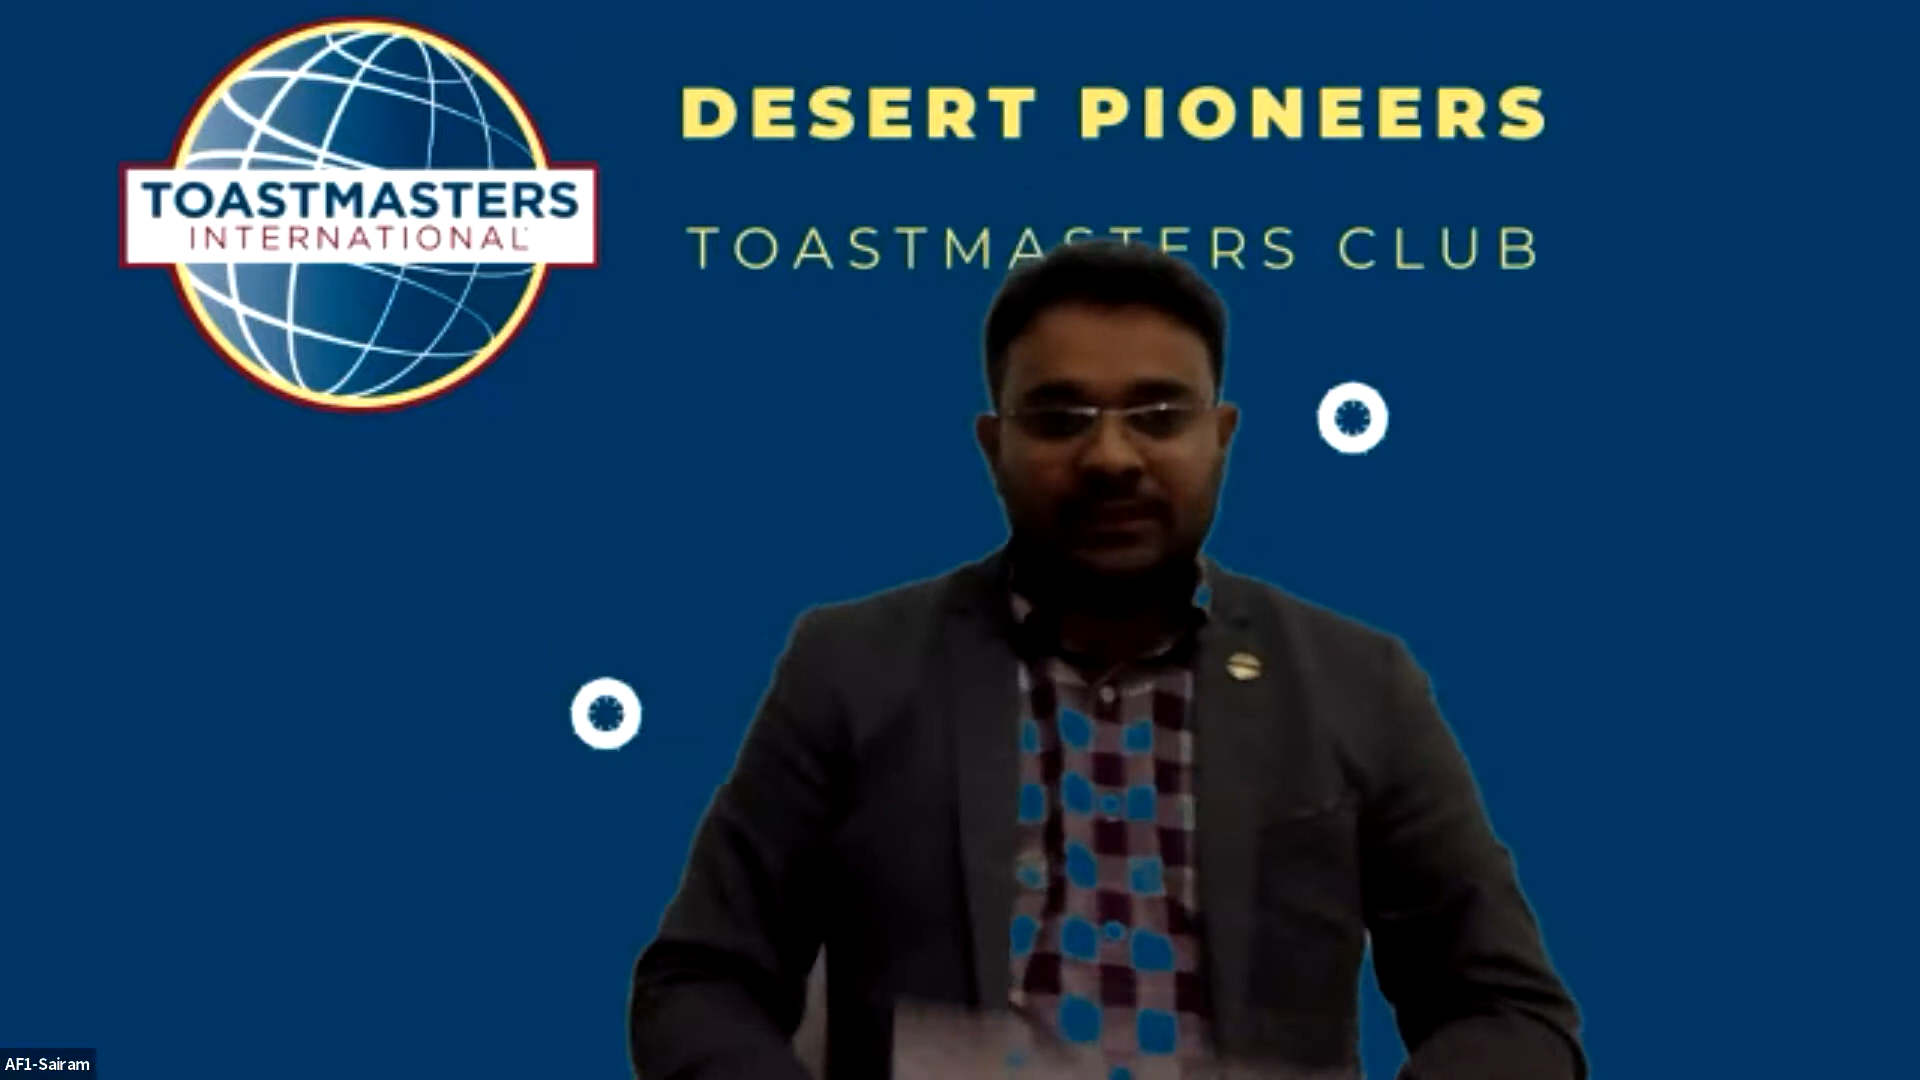 TOASTMASTERS
INTERNATIONAL
DESERT PIONEERS
TOASTMASTERS CLUB
AF1-Sairam